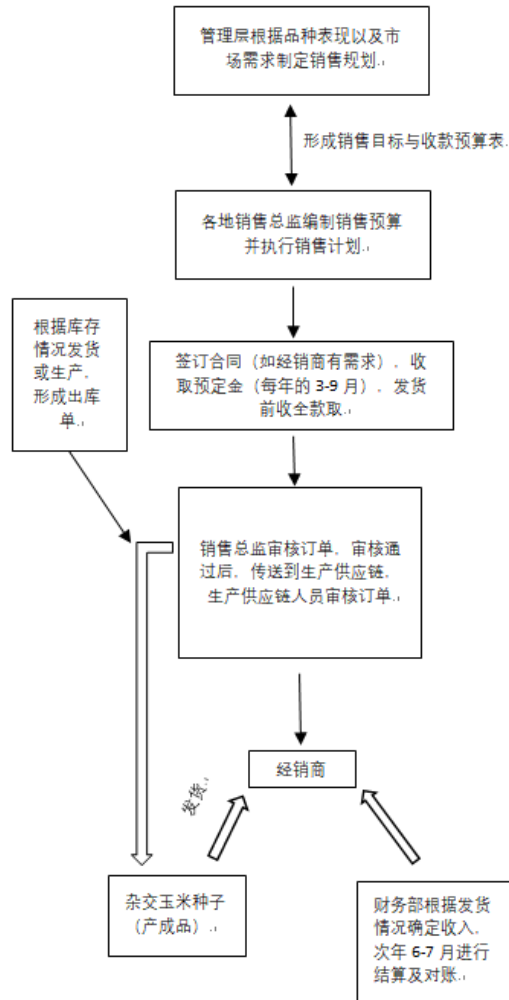 管理层根据品种表现以及市
场需求制定销售规划.
形成销售目标与收款预算表.
各地销售总监编制销售预算
并执行销售计划.
根据库存
情况发货
或生产，
形成出库
单.
签订合同（如经销商有需求），收
取预定金（每年的 3-9 月），发货
前收全款取
销售总监审核订单，审核通
过后，传送到生产供应链，
生产供应链人员审核订单.
经销商
发货.
杂交玉米种子
（产成品）.
财务部根据发货
情况确定收入，
次年 6-7 月进行
结算及对账.